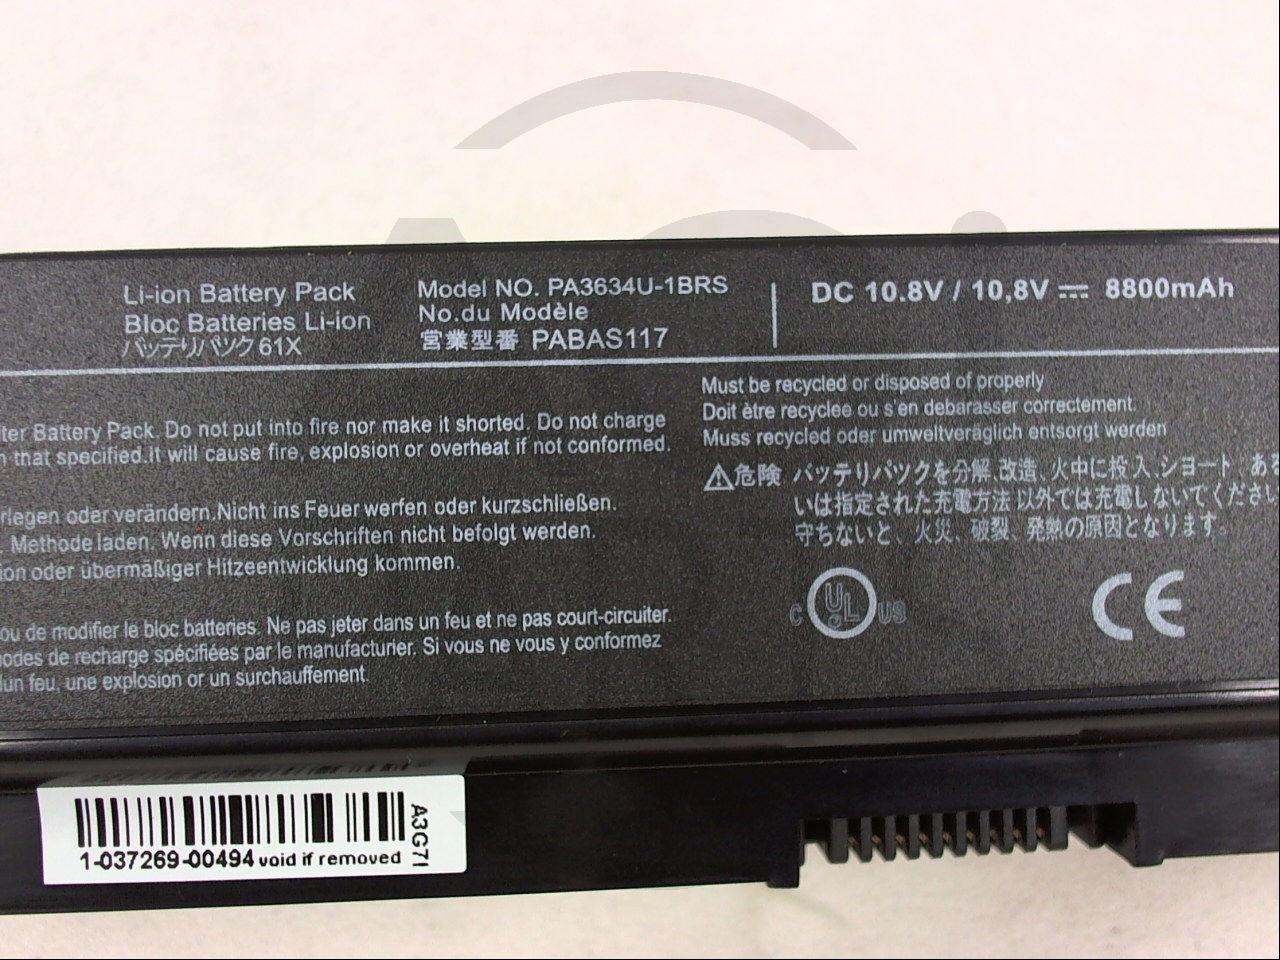 Li-ion Battery Pack
Bloc Batteries Li-ion
バッテリパック 61X
Model NO. PA3634U-1BRS
No.du Modèle
営業型番 PABAS117
DC 10.8V / 10,8V ⎓ 8800mAh
ter Battery Pack. Do not put into fire nor make it shorted. Do not charge
that specified.it will cause fire, explosion or overheat if not conformed.
rlegen oder verändern.Nicht ins Feuer werfen oder kurzschließen.
. Methode laden. Wenn diese Vorschriften nicht befolgt werden.
ion oder übermäßiger Hitzeentwicklung kommen.
ou de modifier le bloc batteries. Ne pas jeter dans un feu et ne pas court-circuiter.
odes de recharge spécifiées par le manufacturier. Si vous ne vous y conformez
un feu, une explosion or un surchauffement.
Must be recycled or disposed of properly
Doit être recyclee ou s'en debarasser correctement.
Muss recycled oder umweltveräglich entsorgt werden
⚠危険 バッテリパックを分解、改造、火中に投入、ショート、ある
いは指定された充電方法以外では充電しないてください
守ちないと、火災、破裂、発熱の原因となります。
C UL US
CE
1-037269-00494 void if removed
A3G7I